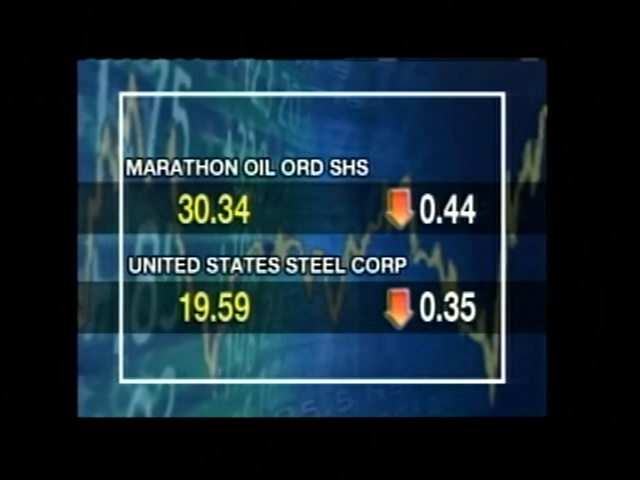 MARATHON OIL ORD SHS
30.34 0.44
UNITED STATES STEEL CORP
19.59 0.35